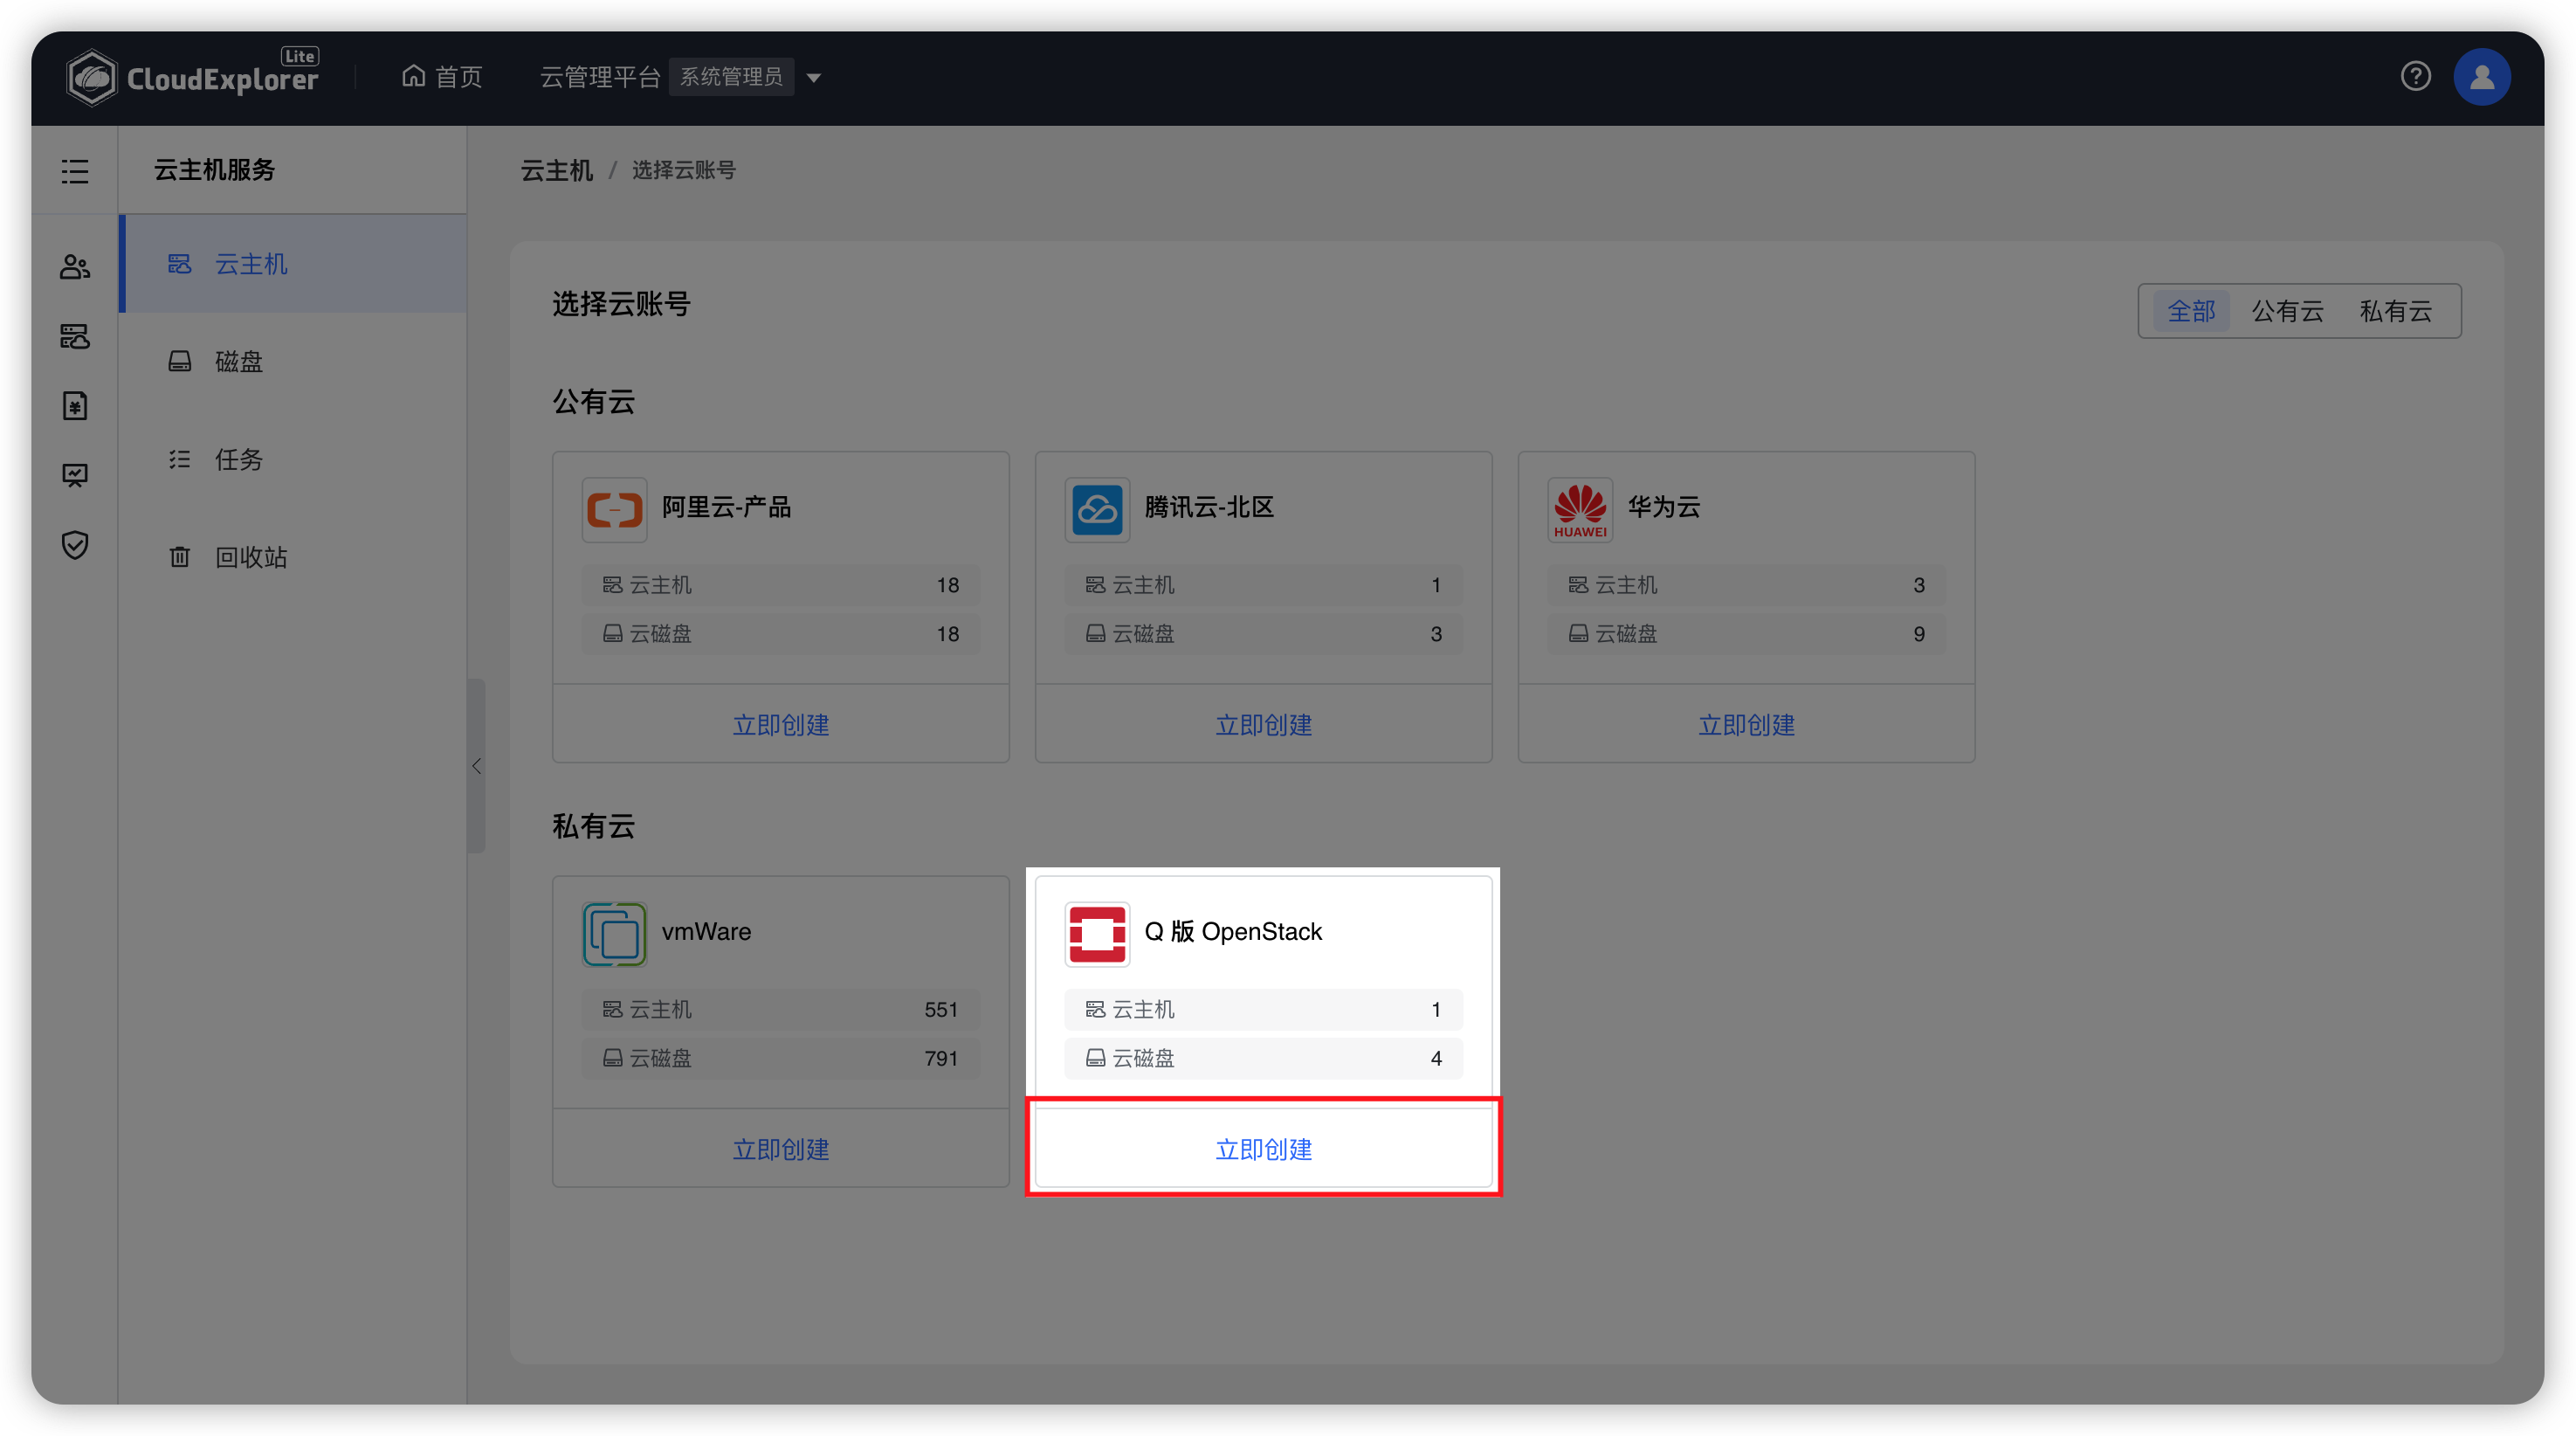 CloudExplorer Lite
首页
云管理平台 系统管理员
云主机服务
云主机
磁盘
任务
回收站
云主机 / 选择云账号
选择云账号
全部 公有云 私有云
公有云
阿里云-产品
云主机 18
云磁盘 18
立即创建
腾讯云-北区
云主机 1
云磁盘 3
立即创建
HUAWEI
华为云
云主机 3
云磁盘 9
立即创建
私有云
vmWare
云主机 551
云磁盘 791
立即创建
Q 版 OpenStack
云主机 1
云磁盘 4
立即创建